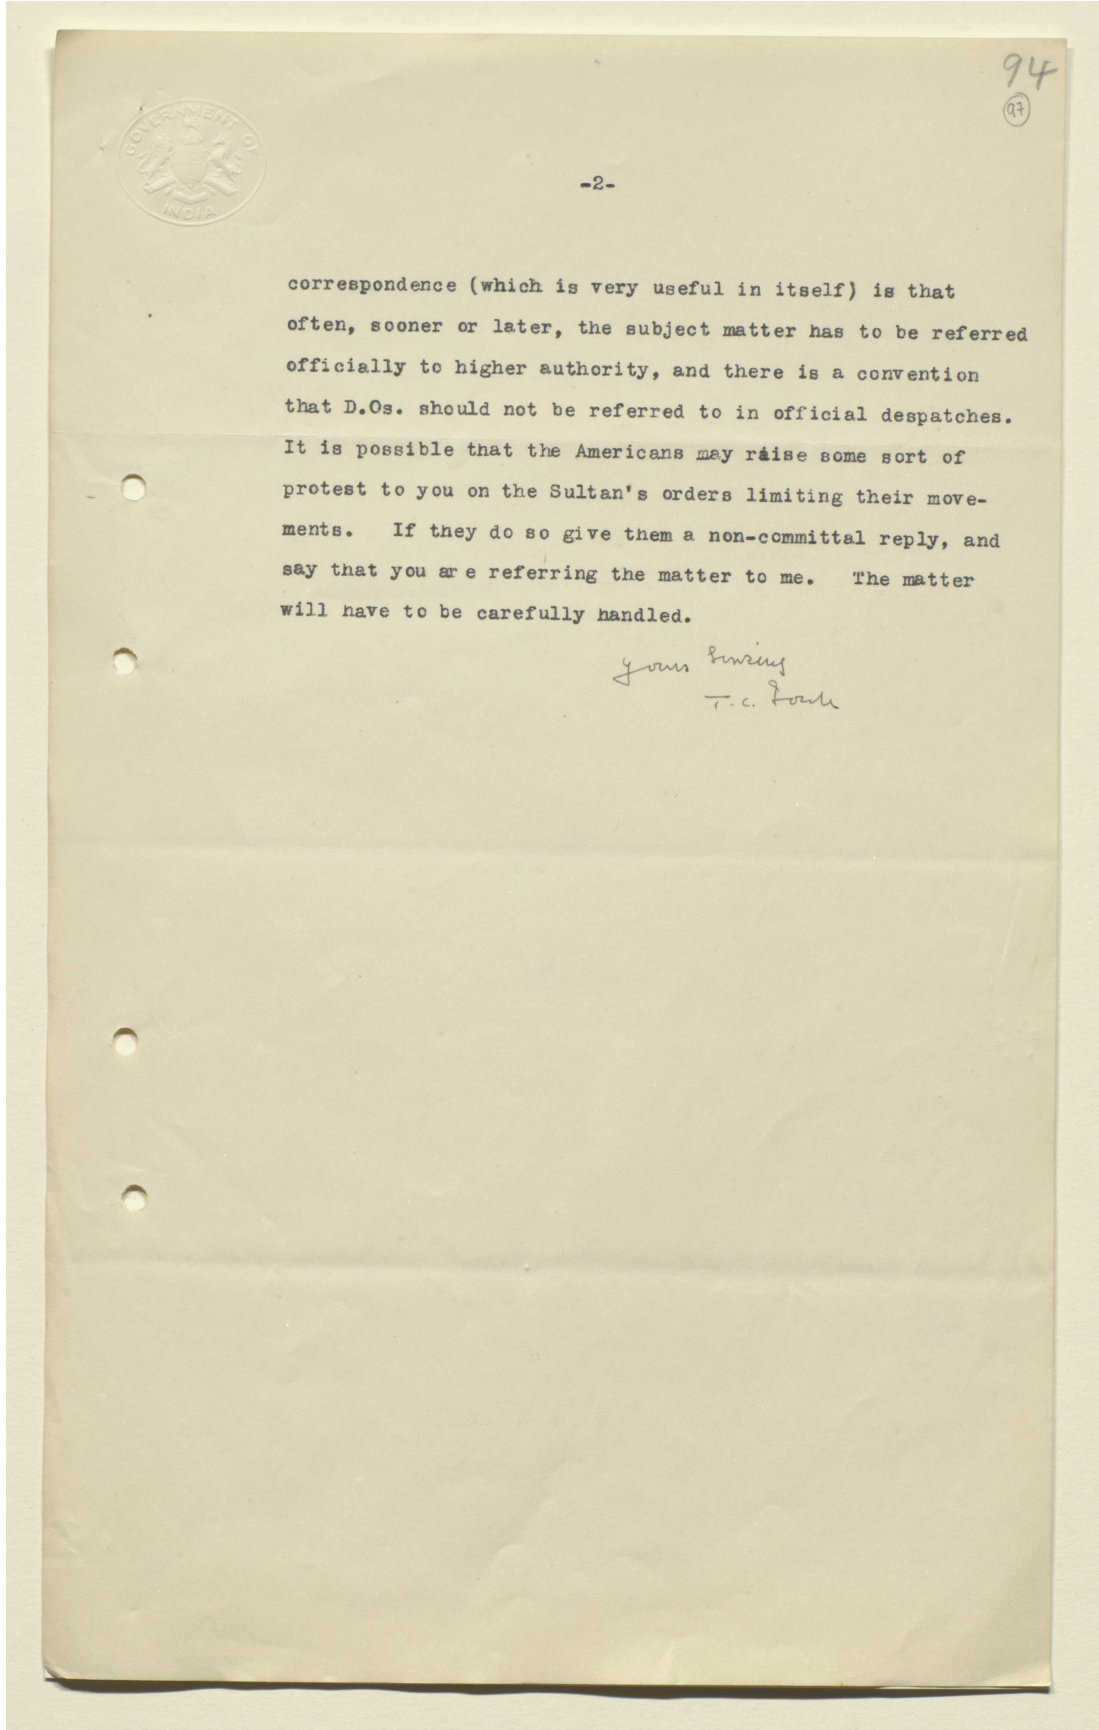 94
97
GOVERNMENT OF
INDIA
-2-
correspondence (which is very useful in itself) is that
often, sooner or later, the subject matter has to be referred
officially to higher authority, and there is a convention
that D.Os. should not be referred to in official despatches.
It is possible that the Americans may raise some sort of
protest to you on the Sultan's orders limiting their move-
ments. If they do so give them a non-committal reply, and
say that you are referring the matter to me. The matter
will have to be carefully handled.
Yours Sincerely
T.C. Fowle